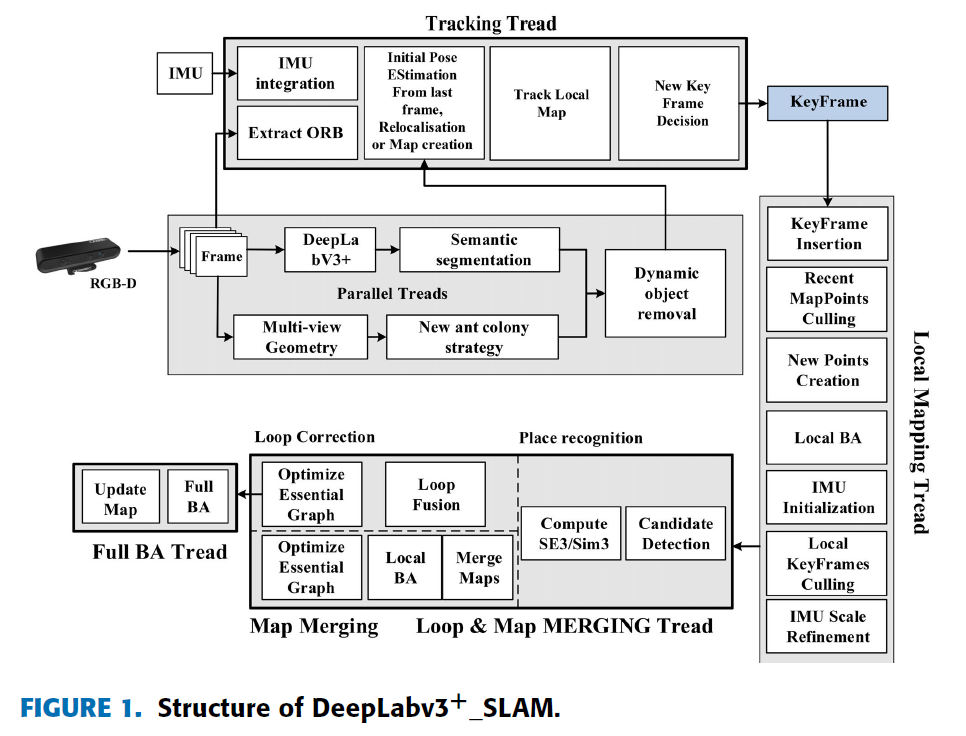 Tracking Tread
IMU
IMU
integration
Extract ORB
Initial Pose
EStimation
From last
frame,
Relocalisation
or Map creation
Track Local
Map
New Key
Frame
Decision
KeyFrame
RGB-D
Frame
DeepLa
bV3+
Semantic
segmentation
Parallel Treads
Multi-view
Geometry
New ant colony
strategy
Dynamic
object
removal
KeyFrame
Insertion
Recent
MapPoints
Culling
New Points
Creation
Local BA
IMU
Initialization
Local
KeyFrames
Culling
IMU Scale
Refinement
Local Mapping Tread
Loop Correction
Place recognition
Update
Map
Full
BA
Full BA Tread
Optimize
Essential
Graph
Loop
Fusion
Optimize
Essential
Graph
Local
BA
Merge
Maps
Compute
SE3/Sim3
Candidate
Detection
Map Merging
Loop & Map MERGING Tread
FIGURE 1. Structure of DeepLabv3+_SLAM.